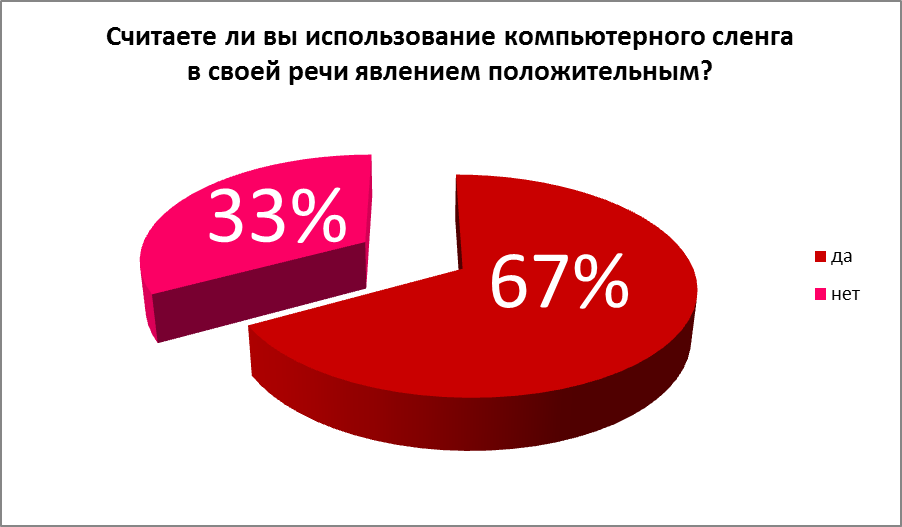 Считаете ли вы использование компьютерного сленга
в своей речи явлением положительным?
33%
67%
да
нет